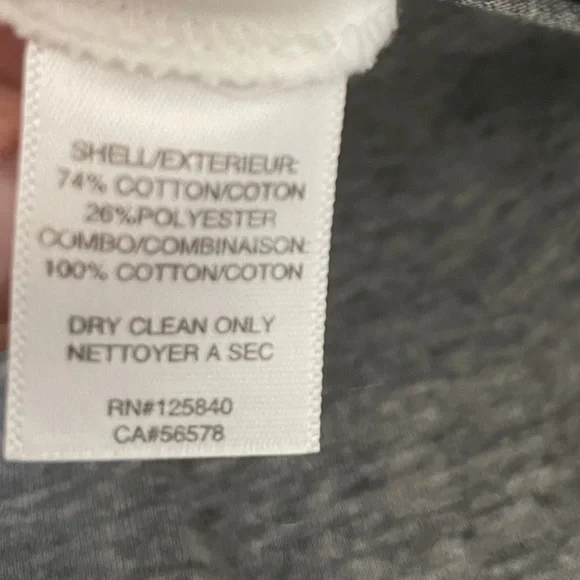 SHELL/EXTERIEUR:
74% COTTON/COTON
26%POLYESTER
COMBO/COMBINAISON:
100% COTTON/COTON
DRY CLEAN ONLY
NETTOYER A SEC
RN#125840
CA#56578